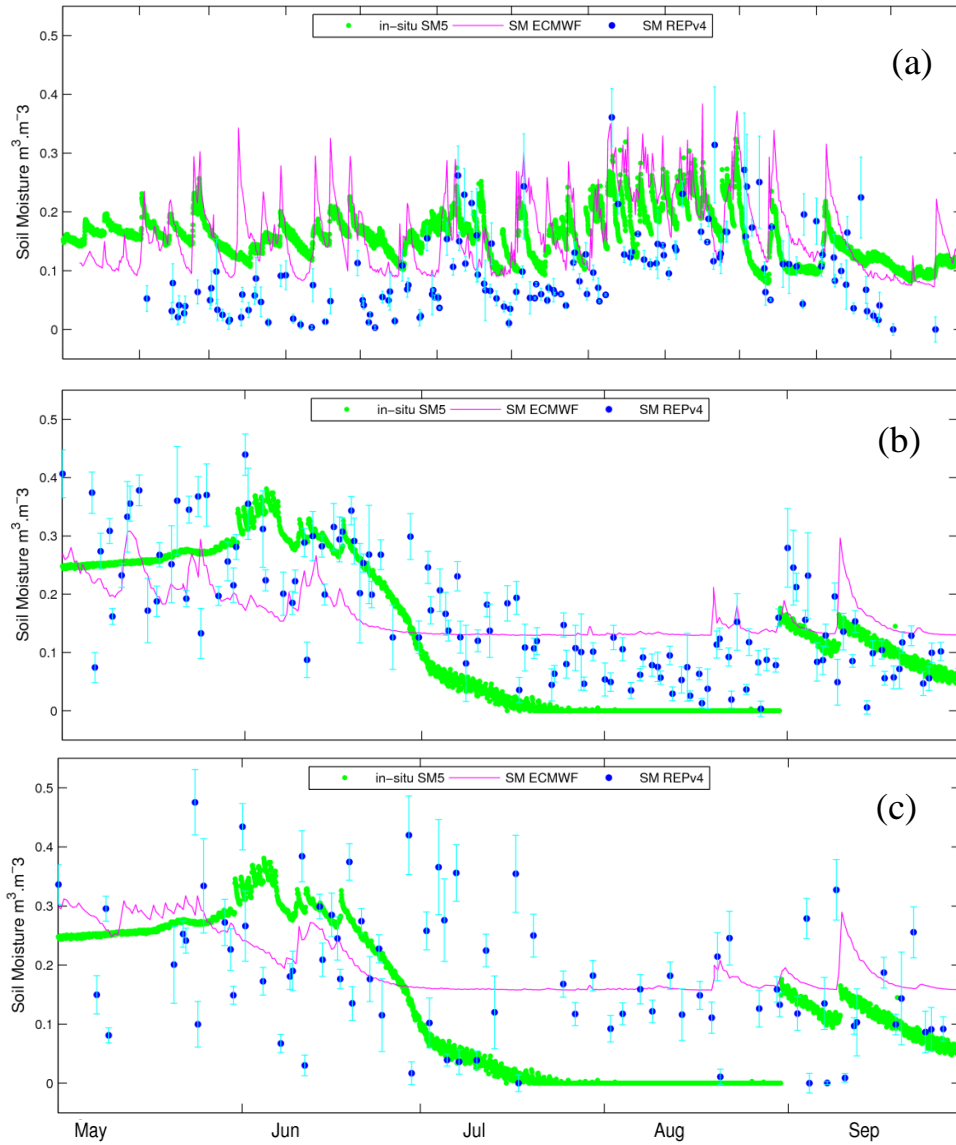 in-situ SM5 SM ECMWF SM REPv4
(a)
Soil Moisture m³.m⁻³
0.5
0.4
0.3
0.2
0.1
0
in-situ SM5 SM ECMWF SM REPv4
(b)
Soil Moisture m³.m⁻³
0.5
0.4
0.3
0.2
0.1
0
in-situ SM5 SM ECMWF SM REPv4
(c)
Soil Moisture m³.m⁻³
0.5
0.4
0.3
0.2
0.1
0
May Jun Jul Aug Sep